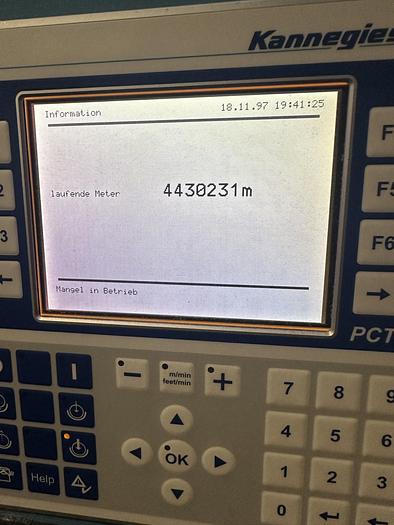 Kannegies
Information 18.11.97 19:41:25
laufende Meter 4430231m
Mangel in Betrieb
F
F5
F6
2
3
PCT
m/min
feet/min
OK
Help
7 8 9
4 5 6
1 2 3
0